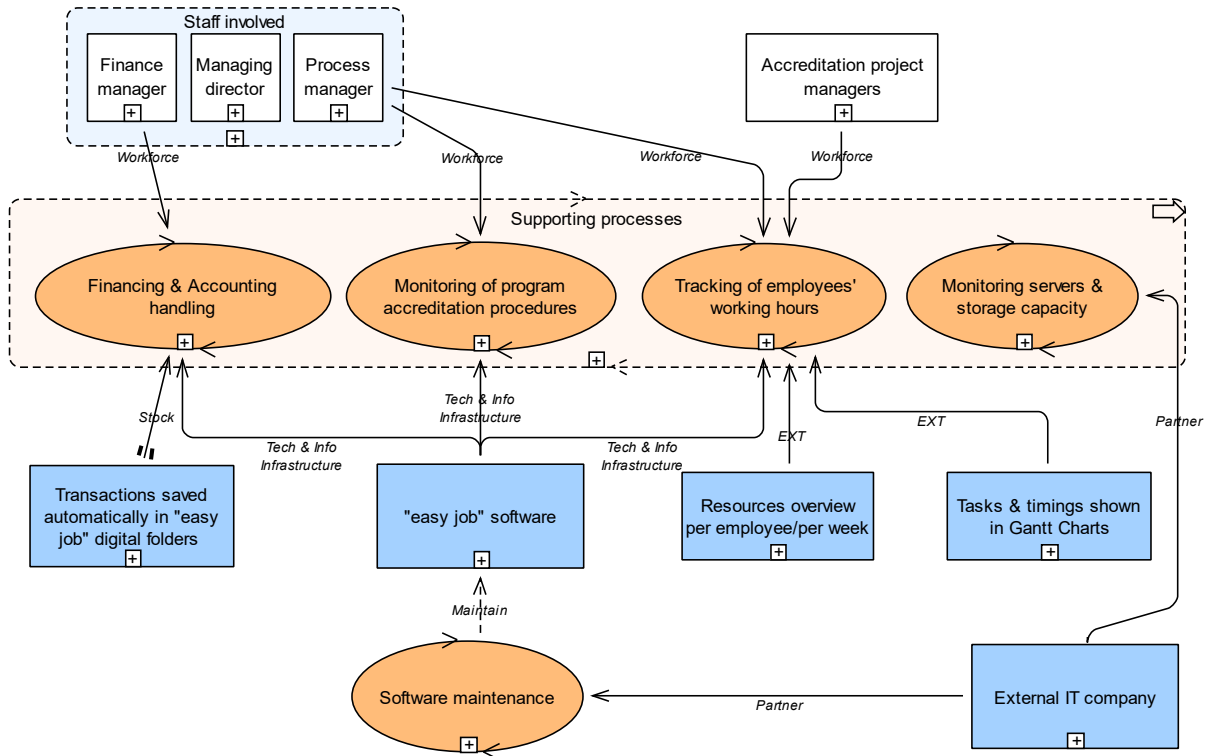 Staff involved
Finance
manager
Managing
director
Process
manager
Accreditation project
managers
Workforce
Workforce
Workforce
Workforce
Supporting processes
Financing & Accounting
handling
Monitoring of program
accreditation procedures
Tracking of employees'
working hours
Monitoring servers &
storage capacity
Stock
Tech & Info
Infrastructure
Tech & Info
Infrastructure
Tech & Info
Infrastructure
EXT
EXT
Partner
Transactions saved
automatically in "easy
job" digital folders
"easy job" software
Resources overview
per employee/per week
Tasks & timings shown
in Gantt Charts
Maintain
Software maintenance
Partner
External IT company